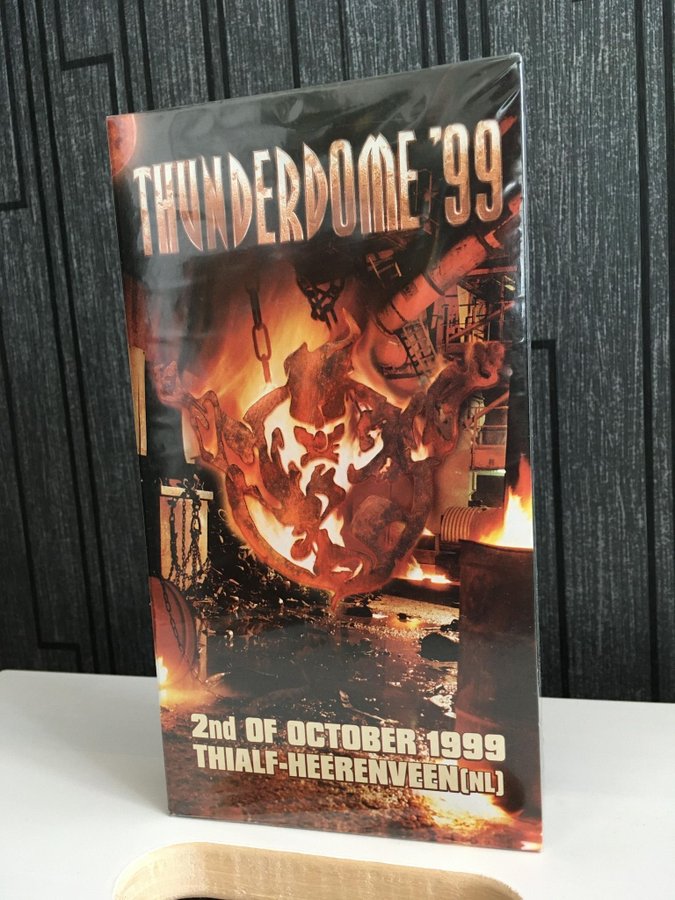 THUNDERDOME '99
2nd OF OCTOBER 1999
THIALF-HEERENVEEN(NL)